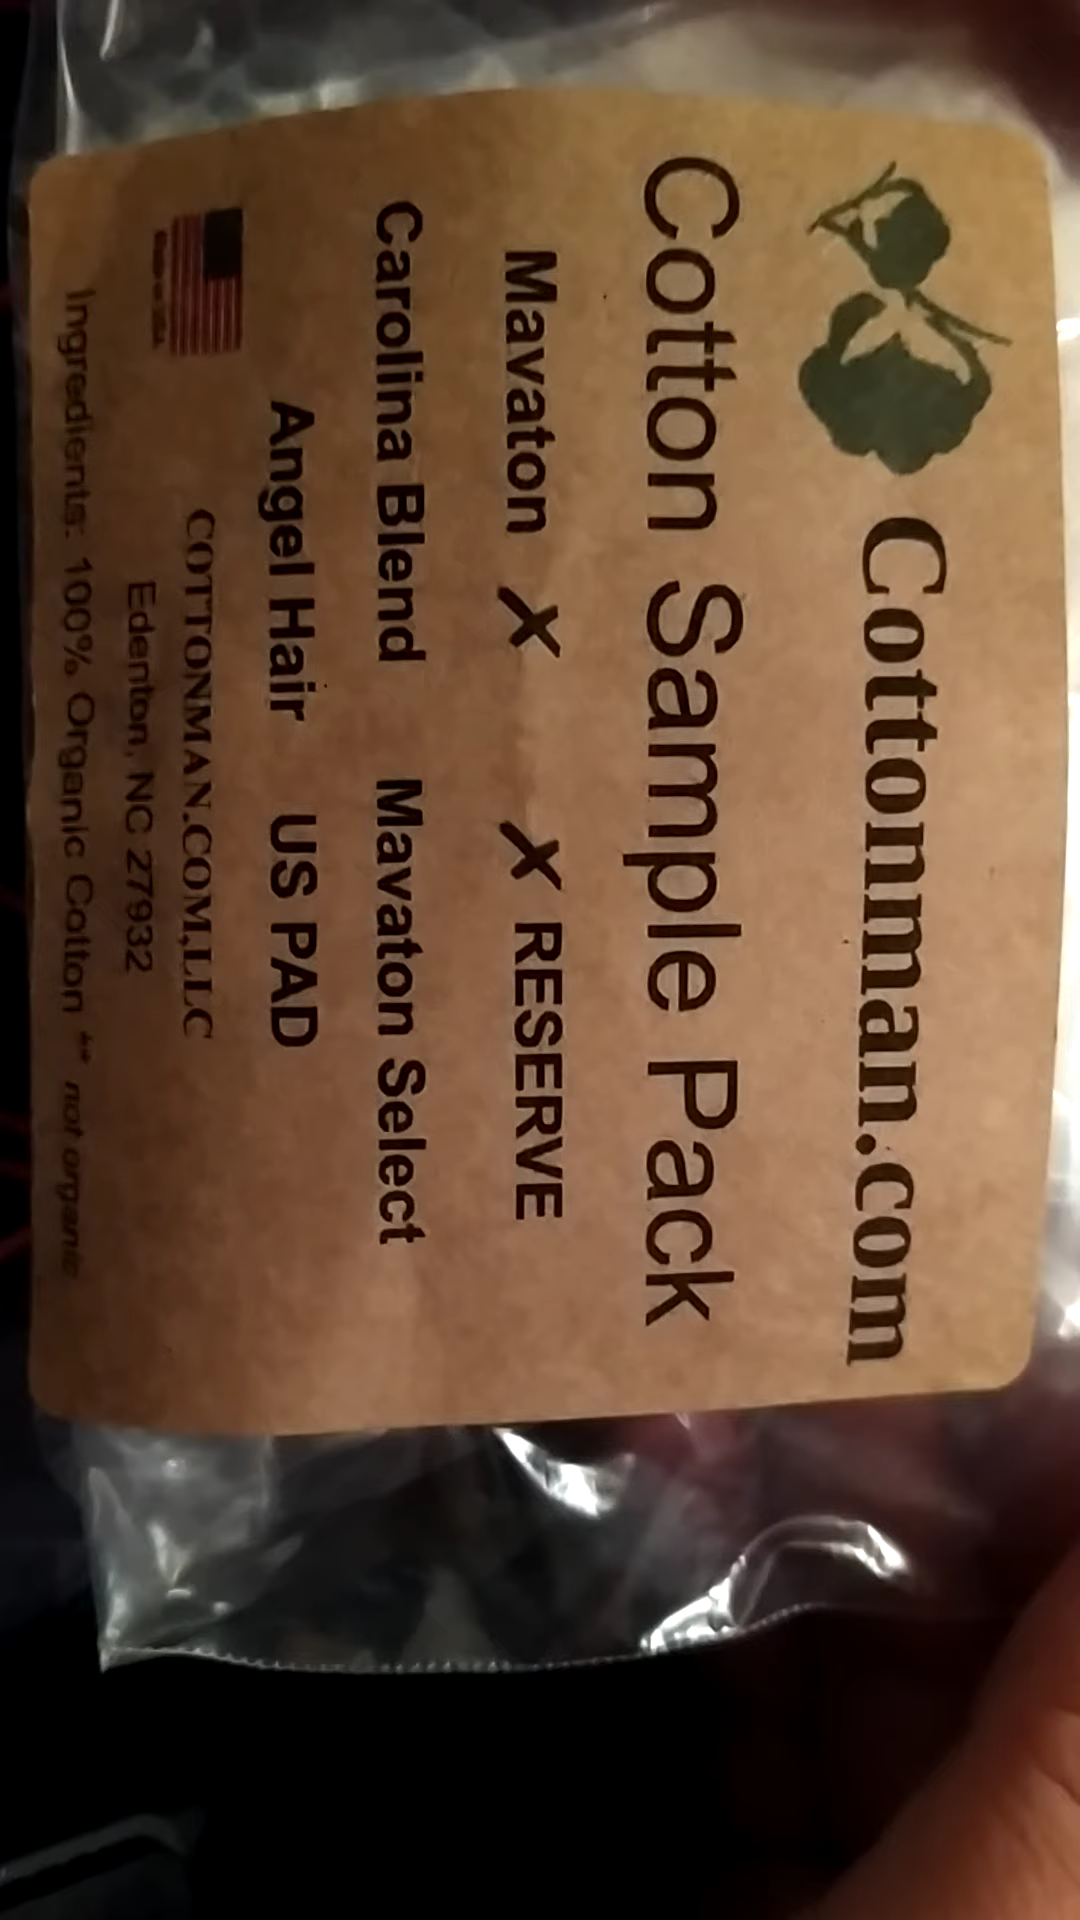 Cottonman.com
Cotton Sample Pack
Mavaton X X RESERVE
Carolina Blend Mavaton Select
Angel Hair US PAD
COTTONMAN.COM,LLC
Edenton, NC 27932
Ingredients: 100% Organic Cotton ** not organic